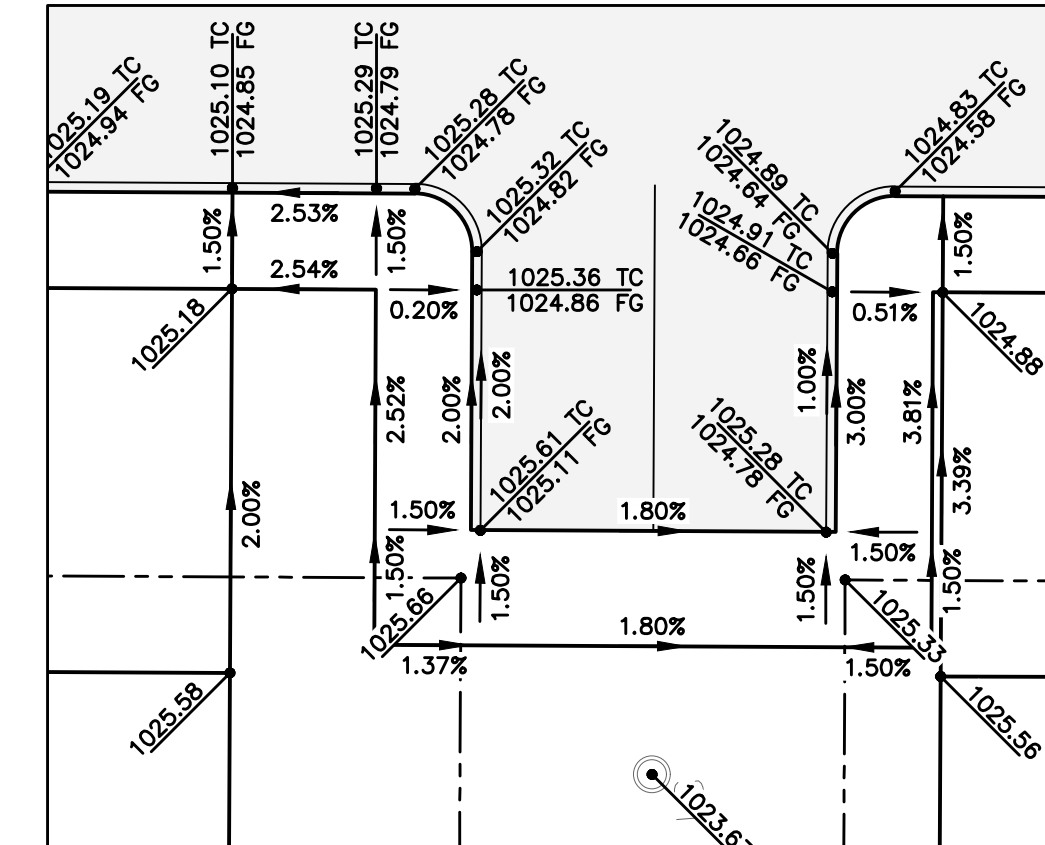 1025.19 TC
1024.94 FG
1025.10 TC
1024.85 FG
1025.29 TC
1024.79 FG
1025.28 TC
1024.78 FG
1025.32 TC
1024.82 FG
1024.89 TC
1024.64 FG
1024.83 TC
1024.58 FG
1024.91 TC
1024.66 FG
2.53%
1.50%
1.50%
1.50%
2.54%
1025.36 TC
1024.86 FG
0.20%
0.51%
1025.18
1024.88
2.52%
2.00%
2.00%
1.00%
3.00%
3.81%
1025.61 TC
1025.11 FG
1025.28 TC
1024.78 FG
3.39%
2.00%
1.50%
1.80%
1.50%
1.50%
1.50%
1.50%
1.50%
1025.66
1025.33
1.80%
1.37%
1.50%
1025.58
1025.56